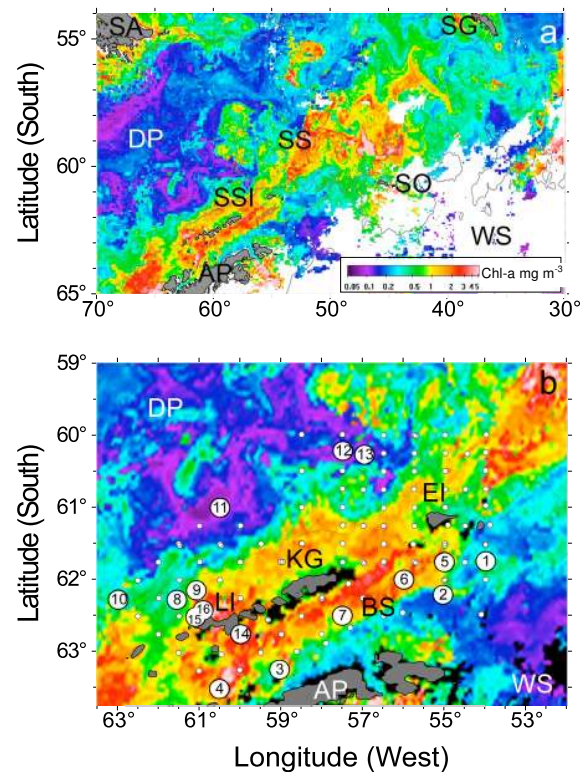 55°
60°
65°
Latitude (South)
SA
SG
a
DP
SS
SSI
SO
WS
AP
Chl-a mg m-3
0.05 0.1 0.2 0.5 1 2 3 4 5
70° 60° 50° 40° 30°
59°
60°
61°
62°
63°
Latitude (South)
b
DP
12 13
EI
11
KG
5 1
6
10 8 9 LI
2
16
15
7 BS
14
3
4
AP
WS
63° 61° 59° 57° 55° 53°
Longitude (West)